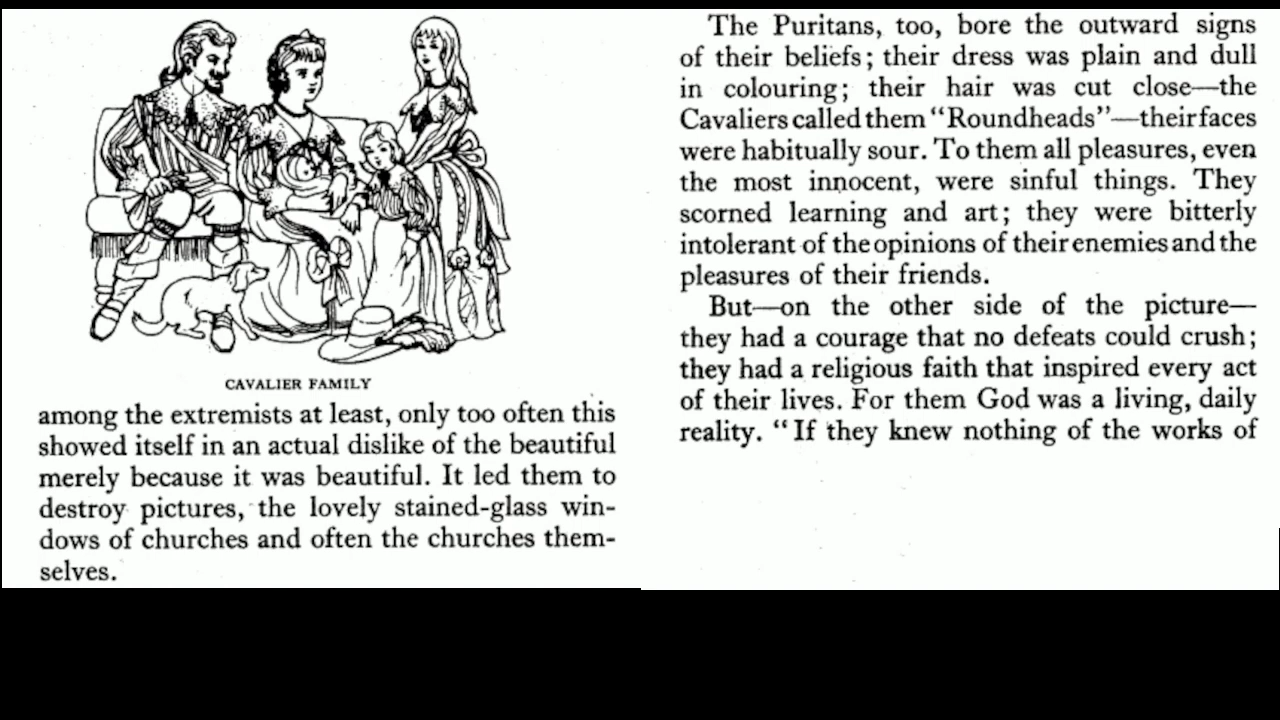 CAVALIER FAMILY
among the extremists at least, only too often this
showed itself in an actual dislike of the beautiful
merely because it was beautiful. It led them to
destroy pictures, the lovely stained-glass win-
dows of churches and often the churches them-
selves.
The Puritans, too, bore the outward signs
of their beliefs; their dress was plain and dull
in colouring; their hair was cut close—the
Cavaliers called them "Roundheads"—their faces
were habitually sour. To them all pleasures, even
the most innocent, were sinful things. They
scorned learning and art; they were bitterly
intolerant of the opinions of their enemies and the
pleasures of their friends.
But—on the other side of the picture—
they had a courage that no defeats could crush;
they had a religious faith that inspired every act
of their lives. For them God was a living, daily
reality. "If they knew nothing of the works of